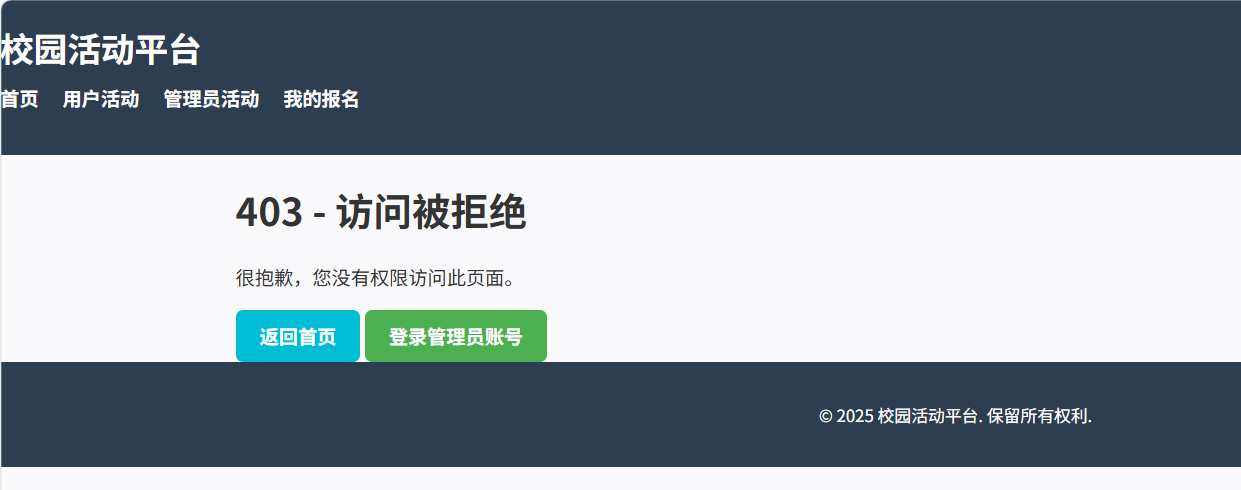 校园活动平台
首页 用户活动 管理员活动 我的报名
403 - 访问被拒绝
很抱歉，您没有权限访问此页面。
返回首页 登录管理员账号
© 2025 校园活动平台. 保留所有权利.